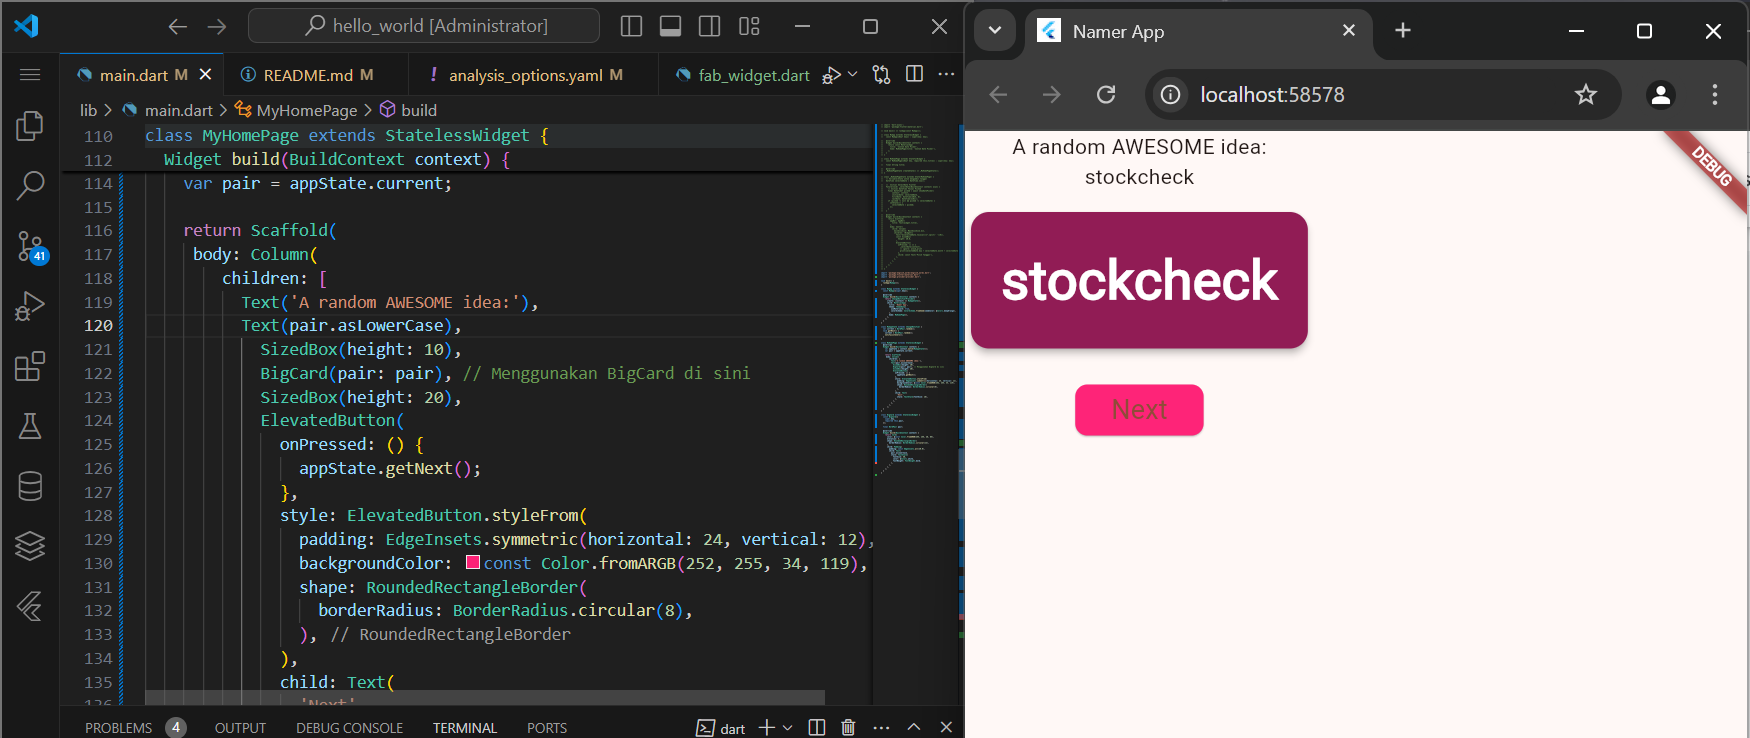 hello_world [Administrator]
main.dart M
README.md M
! analysis_options.yaml M
fab_widget.dart
lib > main.dart > MyHomePage > build
110 class MyHomePage extends StatelessWidget {
112 Widget build(BuildContext context) {
114 var pair = appState.current;
115
116 return Scaffold(
117 body: Column(
118 children: [
119 Text('A random AWESOME idea:'),
120 Text(pair.asLowerCase),
121 SizedBox(height: 10),
122 BigCard(pair: pair), // Menggunakan BigCard di sini
123 SizedBox(height: 20),
124 ElevatedButton(
125 onPressed: () {
126 appState.getNext();
127 },
128 style: ElevatedButton.styleFrom(
129 padding: EdgeInsets.symmetric(horizontal: 24, vertical: 12),
130 backgroundColor: const Color.fromARGB(252, 255, 34, 119),
131 shape: RoundedRectangleBorder(
132 borderRadius: BorderRadius.circular(8),
133 ), // RoundedRectangleBorder
134 ),
135 child: Text(
136 'Next'
41
PROBLEMS 4 OUTPUT DEBUG CONSOLE TERMINAL PORTS dart
Namer App
localhost:58578
A random AWESOME idea:
stockcheck
DEBUG
stockcheck
Next